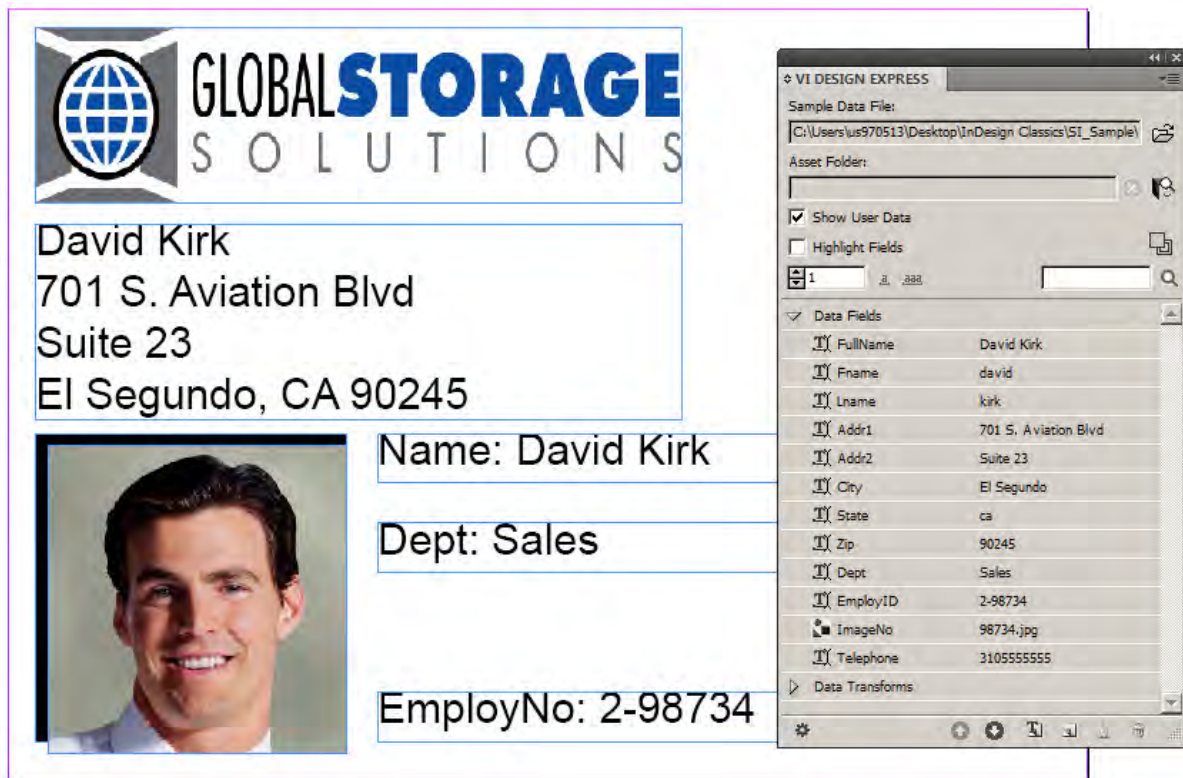 GLOBALSTORAGE
SOLUTIONS
David Kirk
701 S. Aviation Blvd
Suite 23
El Segundo, CA 90245
Name: David Kirk
Dept: Sales
EmployNo: 2-98734
VI DESIGN EXPRESS
Sample Data File:
C:\Users\us970513\Desktop\InDesign Classics\SI_Sample\
Asset Folder:
Show User Data
Highlight Fields
1 a aaa
Data Fields
FullName David Kirk
Fname david
Lname kirk
Addr1 701 S. Aviation Blvd
Addr2 Suite 23
City El Segundo
State ca
Zip 90245
Dept Sales
EmployID 2-98734
ImageNo 98734.jpg
Telephone 3105555555
Data Transforms